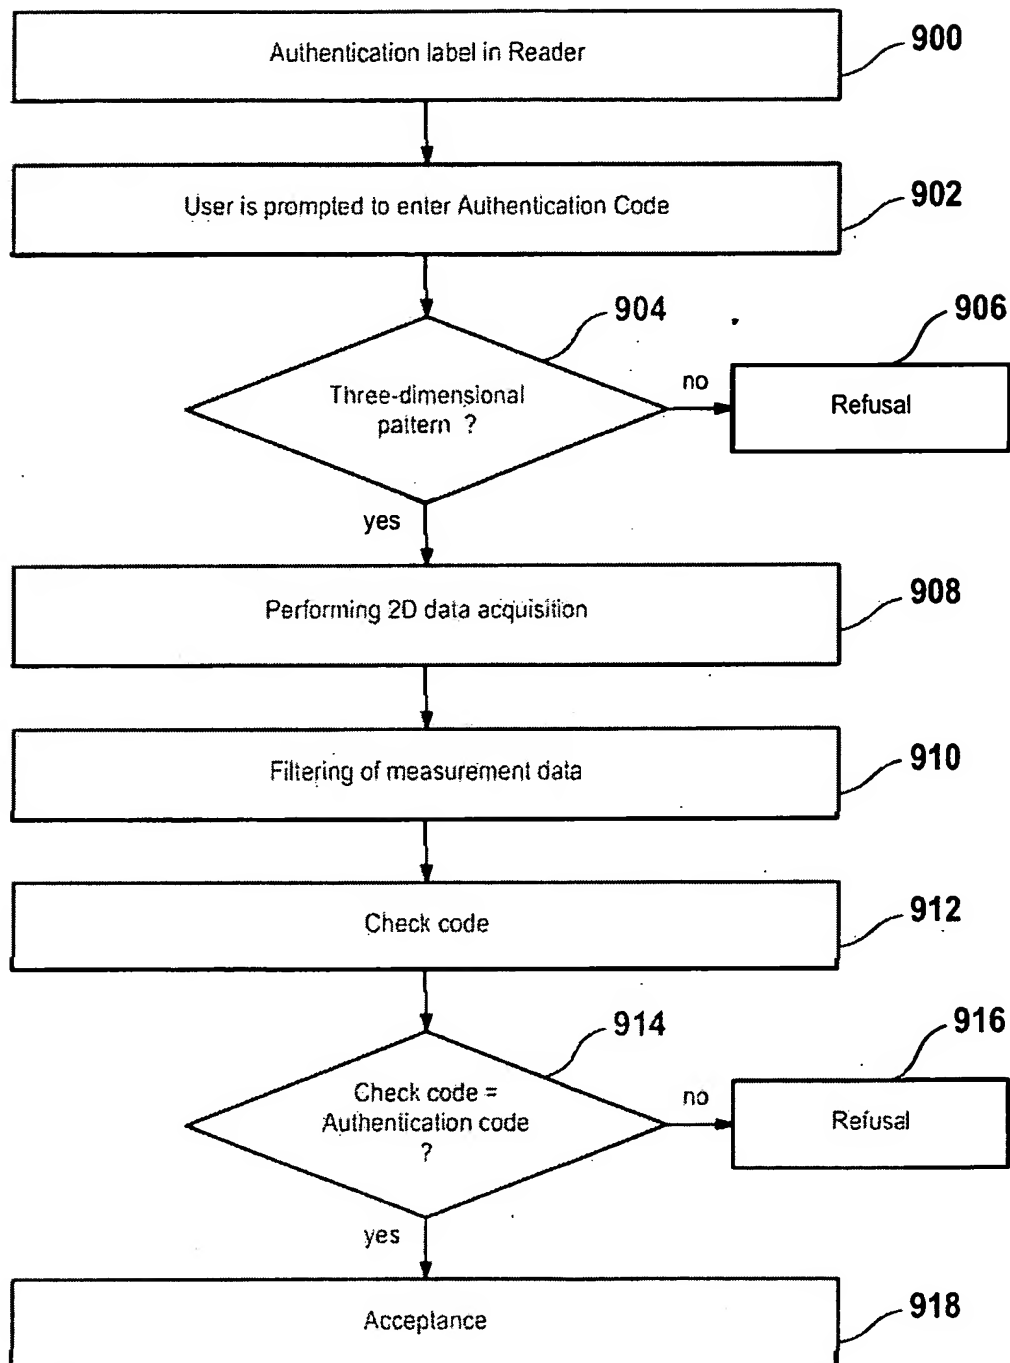 Authentication label in Reader
900
User is prompted to enter Authentication Code
902
904
906
Three-dimensional
pattern ?
no
Refusal
yes
Performing 2D data acquisition
908
Filtering of measurement data
910
Check code
912
914
916
Check code =
Authentication code
?
no
Refusal
yes
Acceptance
918